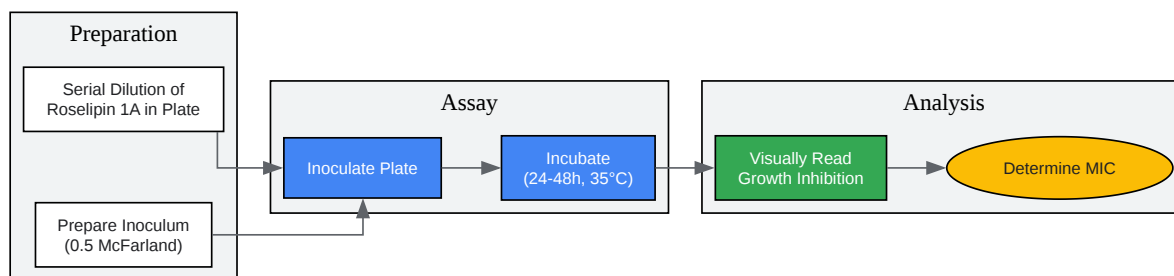 Preparation
Serial Dilution of
Roselipin 1A in Plate
Prepare Inoculum
(0.5 McFarland)
Assay
Inoculate Plate
Incubate
(24-48h, 35°C)
Analysis
Visually Read
Growth Inhibition
Determine MIC